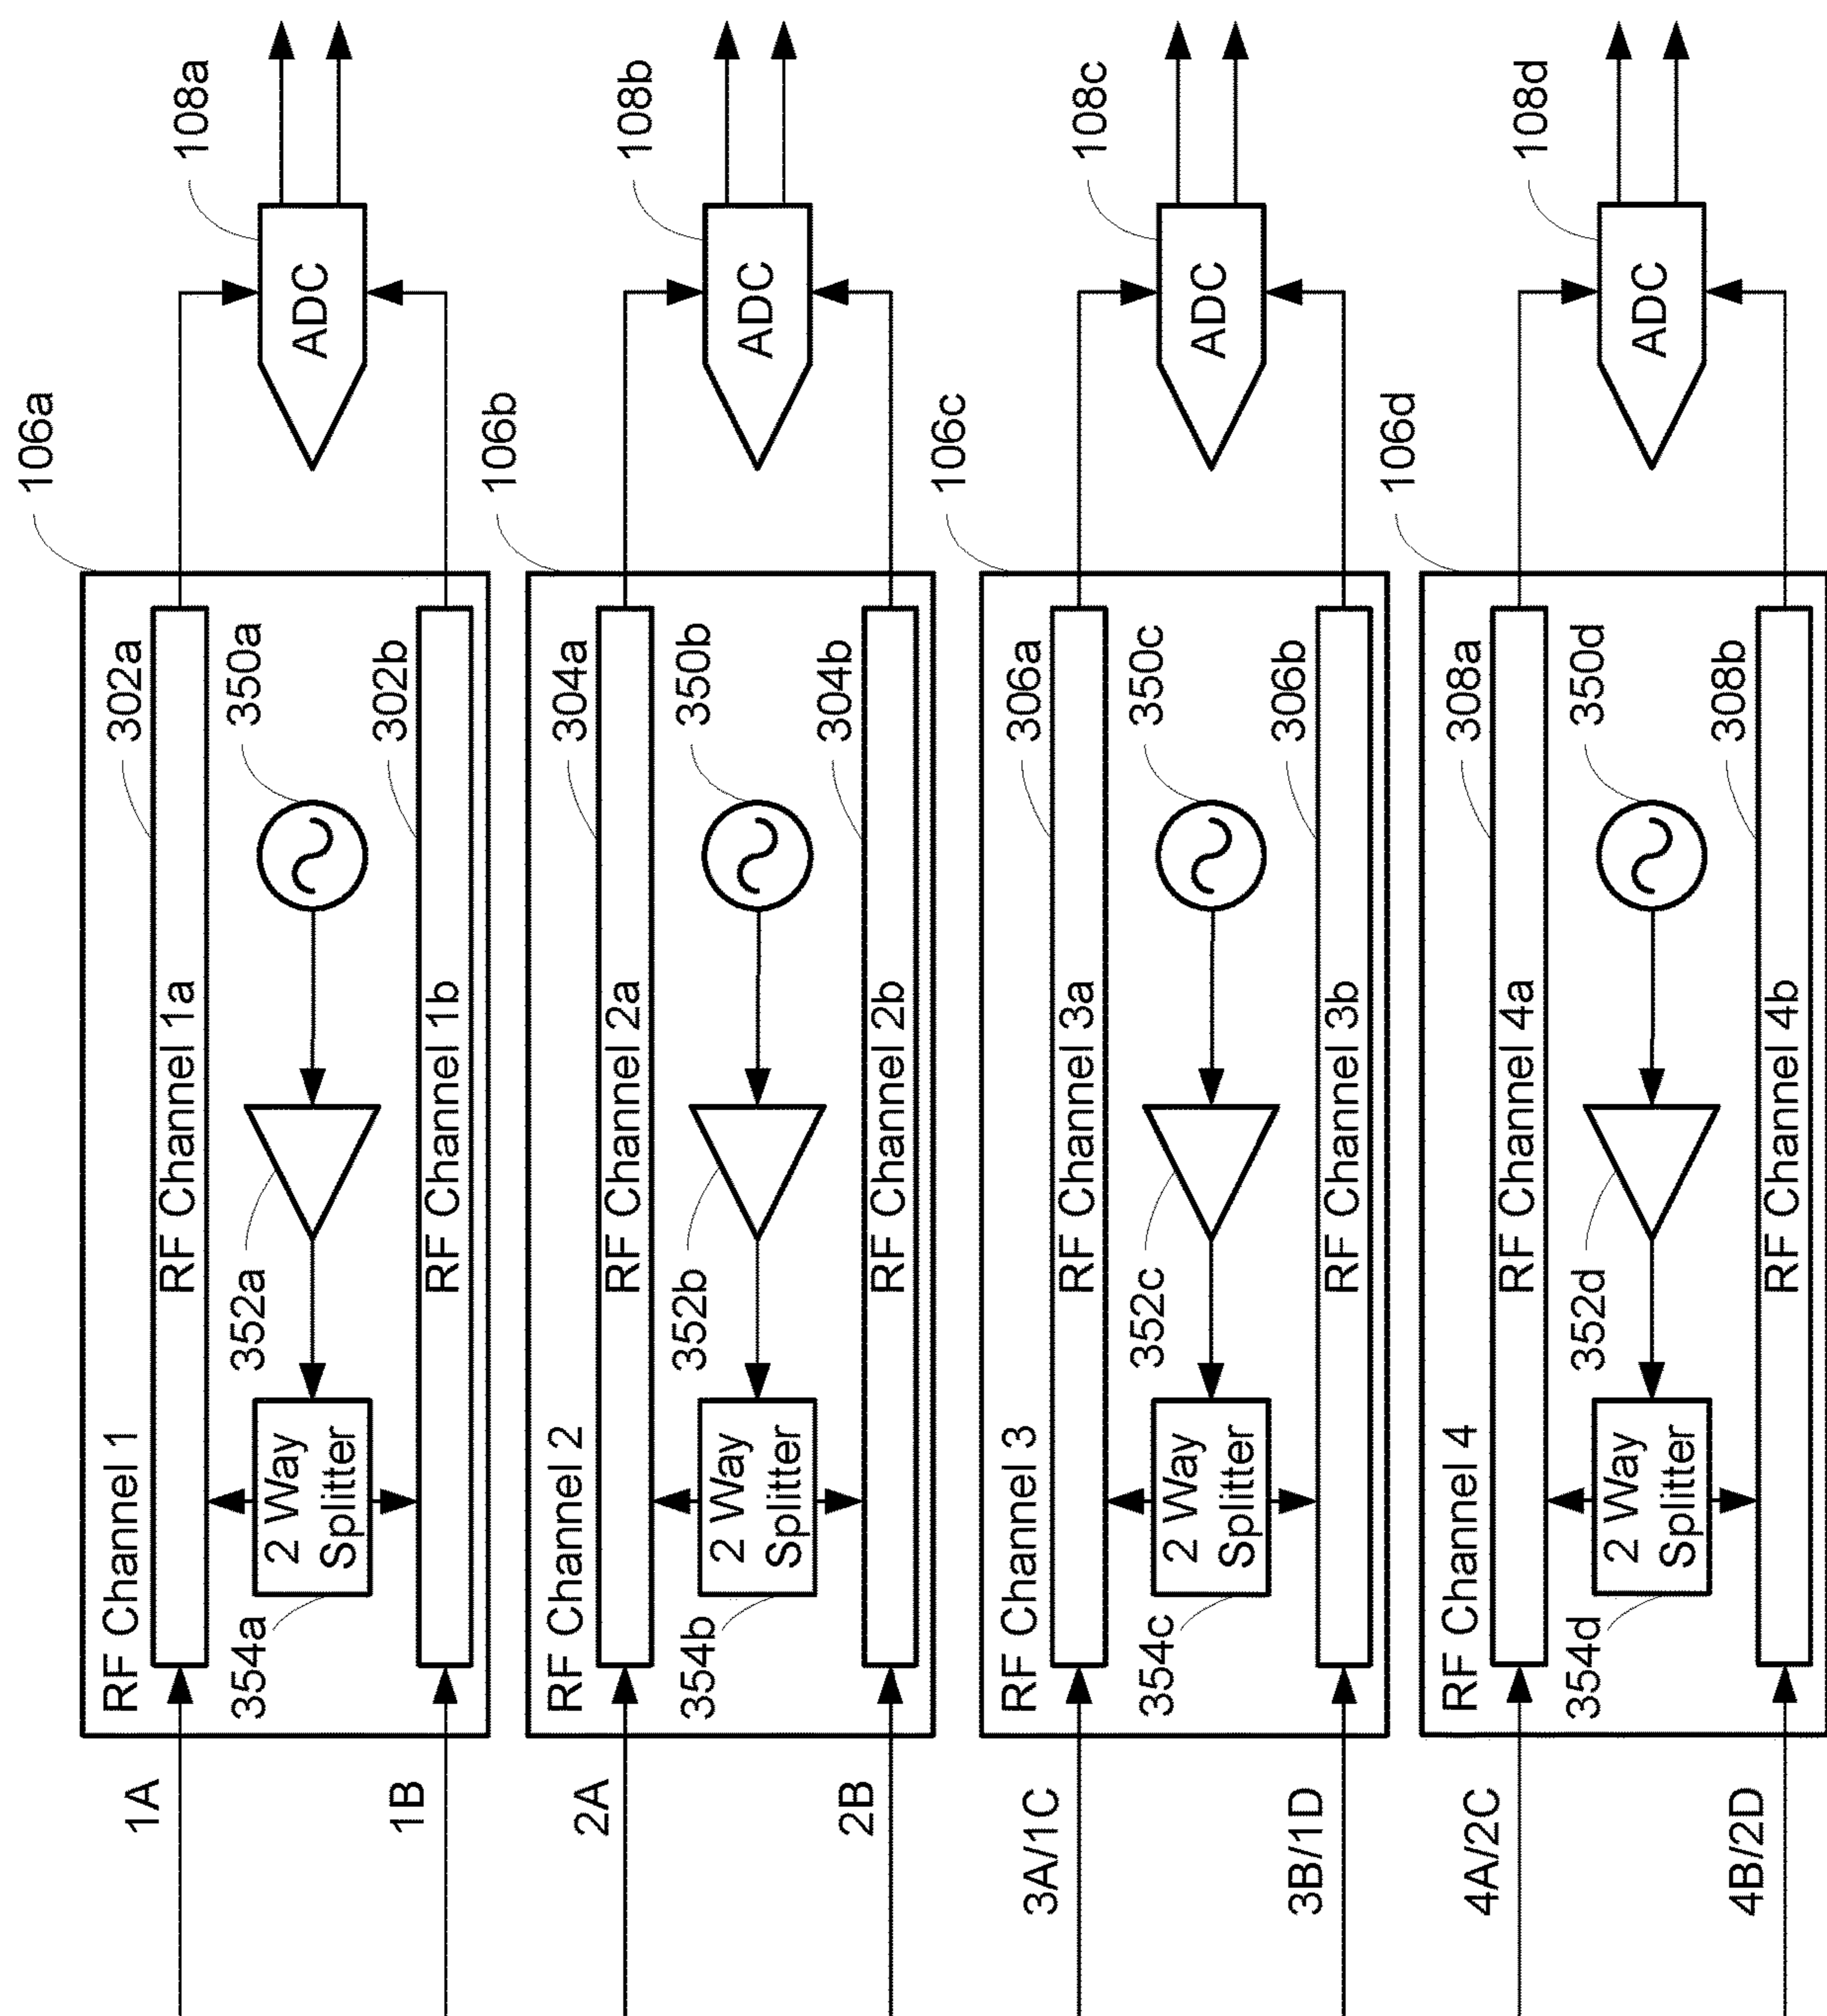 106a
108a
1A
RF Channel 1
302a
RF Channel 1a
350a
352a
354a
2 Way
Splitter
ADC
302b
RF Channel 1b
1B
106b
108b
2A
RF Channel 2
304a
RF Channel 2a
350b
352b
354b
2 Way
Splitter
ADC
304b
RF Channel 2b
2B
106c
108c
3A/1C
RF Channel 3
306a
RF Channel 3a
350c
352c
354c
2 Way
Splitter
ADC
306b
RF Channel 3b
3B/1D
106d
108d
4A/2C
RF Channel 4
308a
RF Channel 4a
350d
352d
354d
2 Way
Splitter
ADC
308b
RF Channel 4b
4B/2D